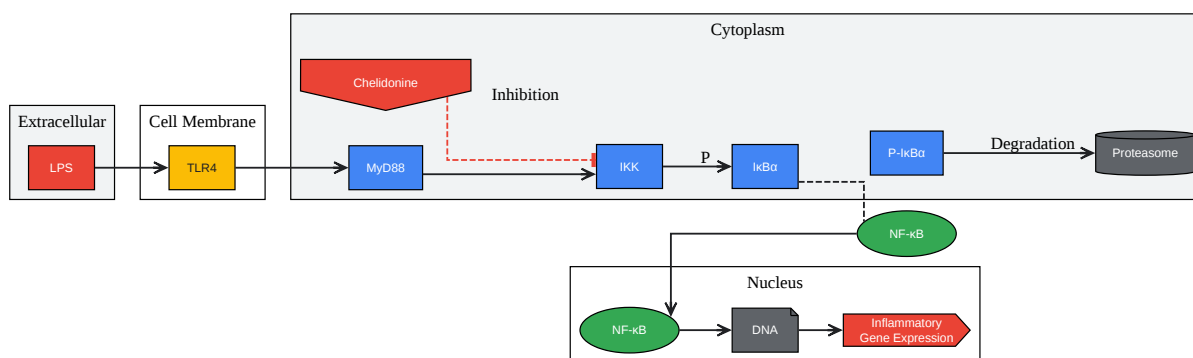 Cytoplasm
Chelidonine
Inhibition
Extracellular
Cell Membrane
LPS
TLR4
MyD88
IKK
P
IκBα
P-IκBα
Degradation
Proteasome
NF-κB
Nucleus
NF-κB
DNA
Inflammatory
Gene Expression